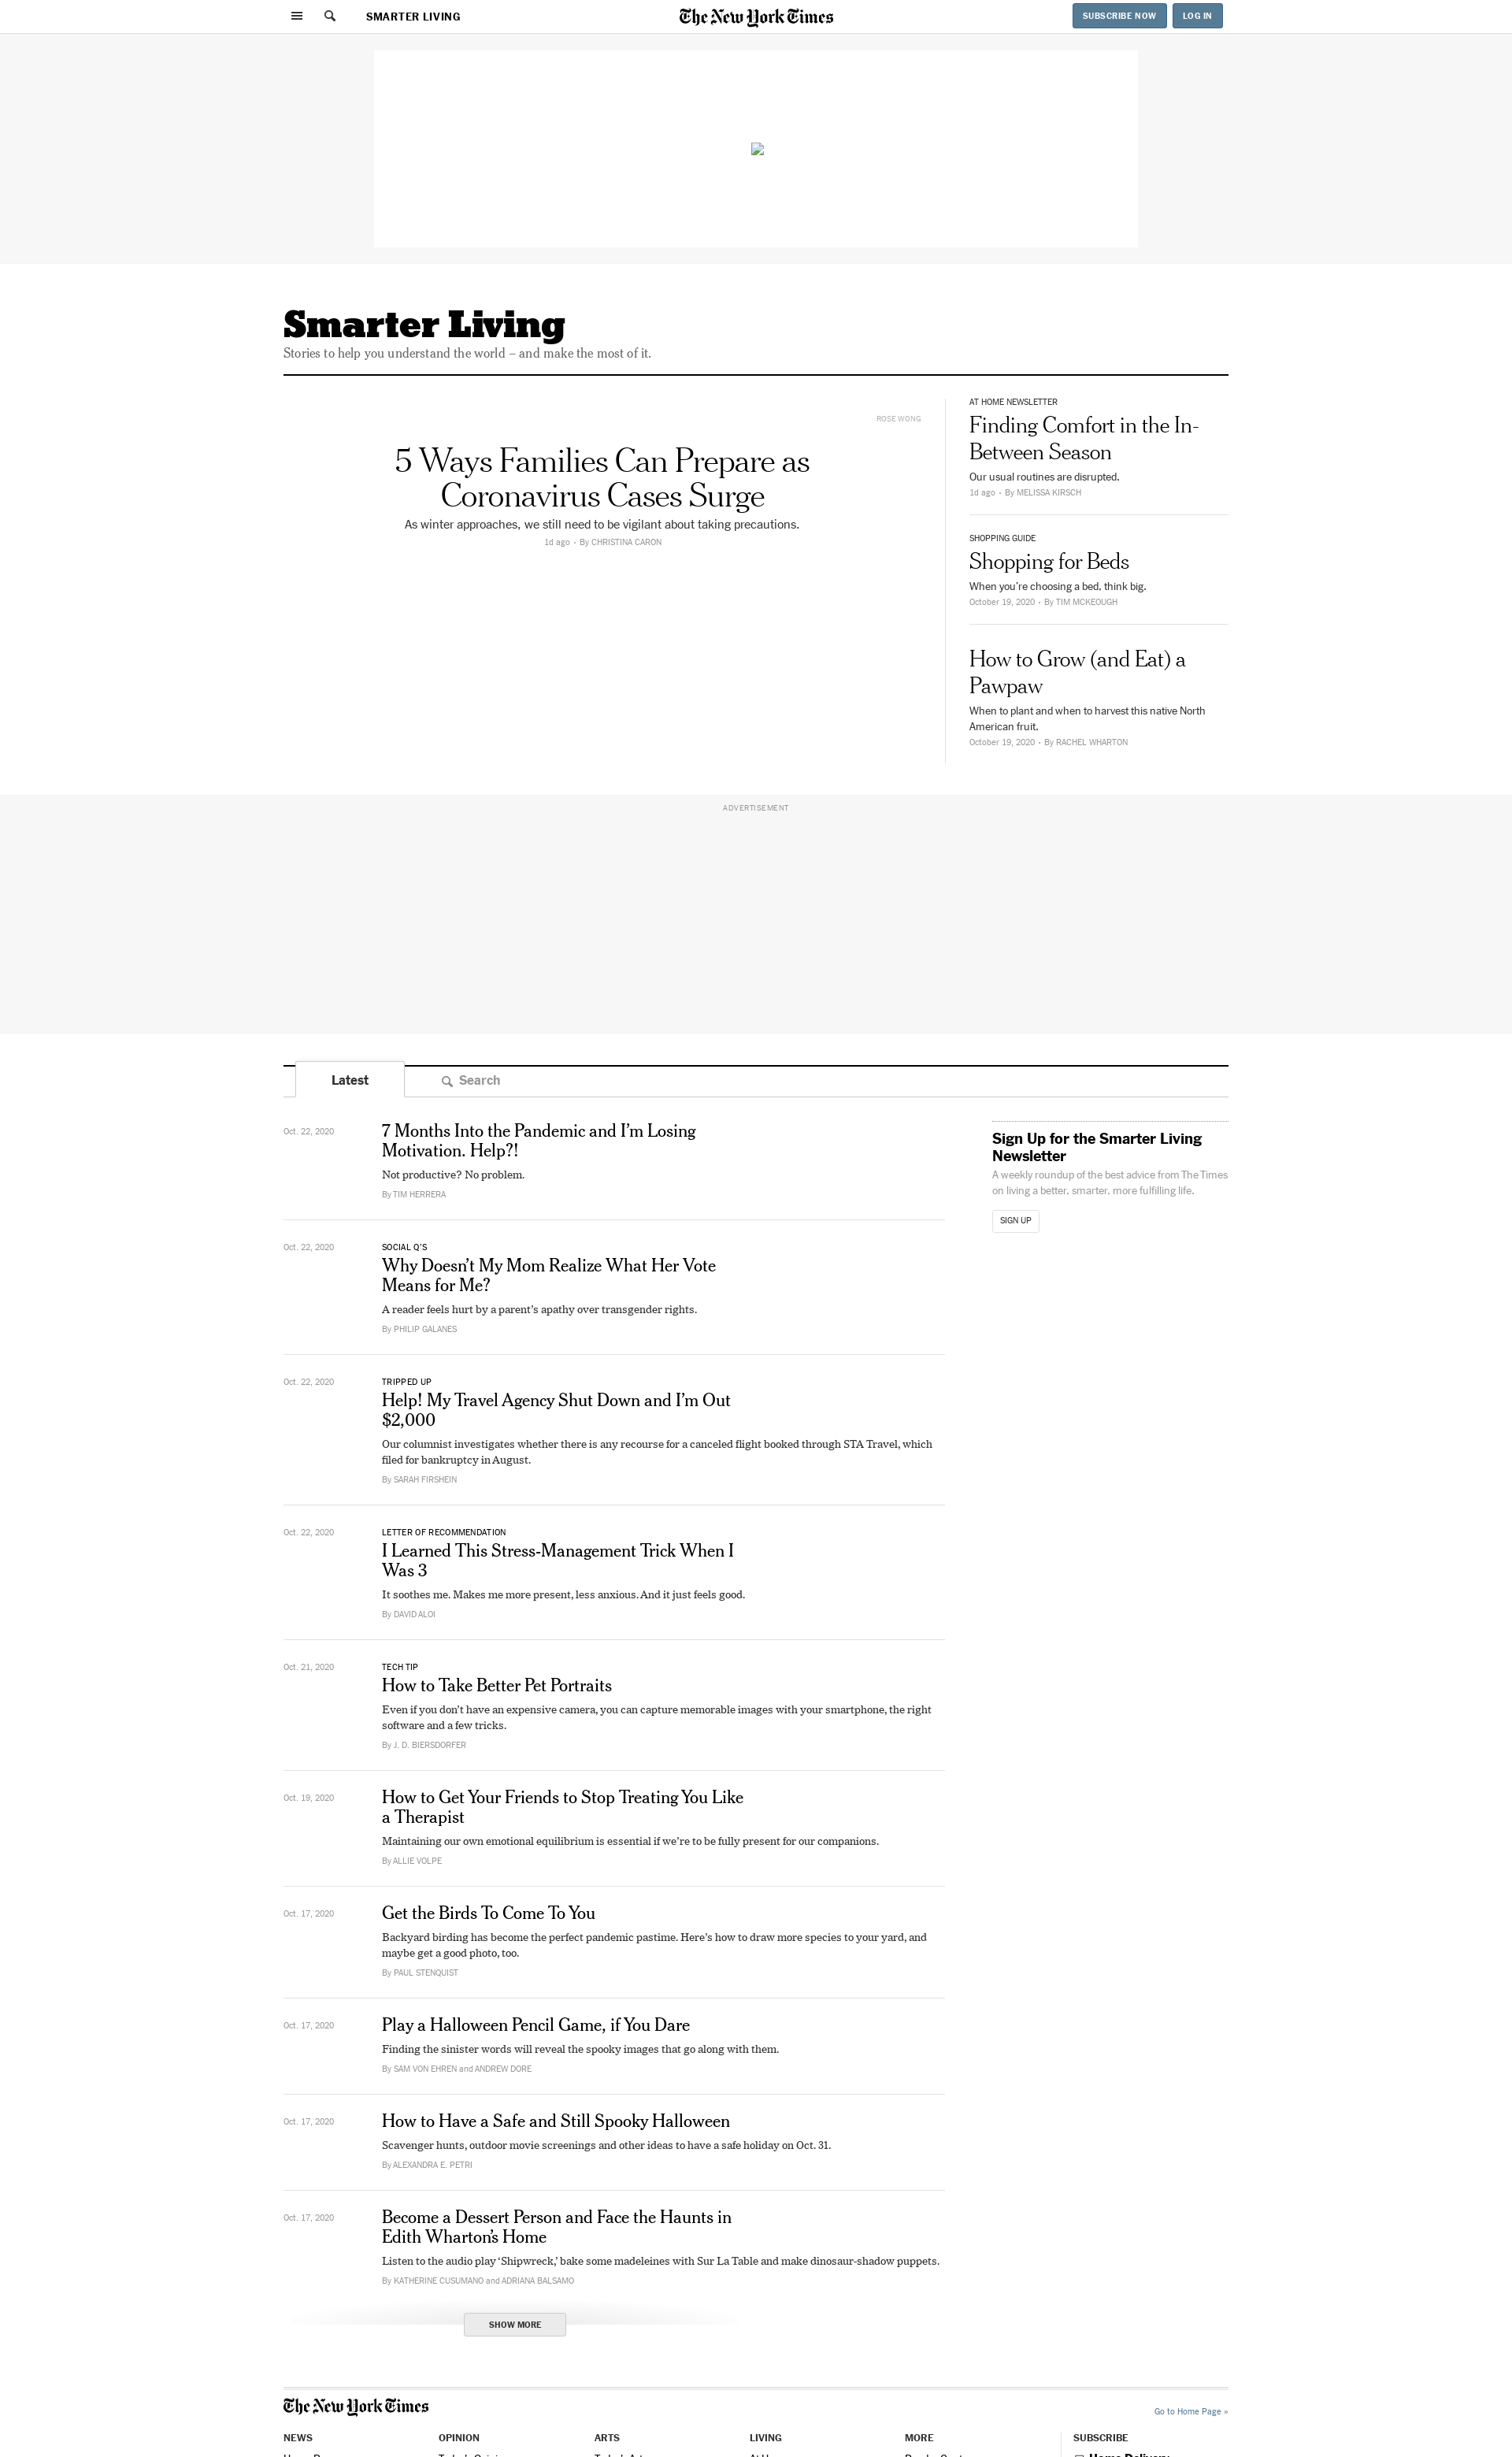 SMARTER LIVING
The New York Times
SUBSCRIBE NOW
LOG IN
Smarter Living
Stories to help you understand the world – and make the most of it.
ROSE WONG
5 Ways Families Can Prepare as
Coronavirus Cases Surge
As winter approaches, we still need to be vigilant about taking precautions.
1d ago • By CHRISTINA CARON
AT HOME NEWSLETTER
Finding Comfort in the In-
Between Season
Our usual routines are disrupted.
1d ago • By MELISSA KIRSCH
SHOPPING GUIDE
Shopping for Beds
When you’re choosing a bed, think big.
October 19, 2020 • By TIM MCKEOUGH
How to Grow (and Eat) a
Pawpaw
When to plant and when to harvest this native North
American fruit.
October 19, 2020 • By RACHEL WHARTON
ADVERTISEMENT
Latest
Search
Oct. 22, 2020
7 Months Into the Pandemic and I’m Losing
Motivation. Help?!
Not productive? No problem.
By TIM HERRERA
Sign Up for the Smarter Living
Newsletter
A weekly roundup of the best advice from The Times
on living a better, smarter, more fulfilling life.
SIGN UP
Oct. 22, 2020
SOCIAL Q’S
Why Doesn’t My Mom Realize What Her Vote
Means for Me?
A reader feels hurt by a parent’s apathy over transgender rights.
By PHILIP GALANES
Oct. 22, 2020
TRIPPED UP
Help! My Travel Agency Shut Down and I’m Out
$2,000
Our columnist investigates whether there is any recourse for a canceled flight booked through STA Travel, which
filed for bankruptcy in August.
By SARAH FIRSHEIN
Oct. 22, 2020
LETTER OF RECOMMENDATION
I Learned This Stress-Management Trick When I
Was 3
It soothes me. Makes me more present, less anxious. And it just feels good.
By DAVID ALOI
Oct. 21, 2020
TECH TIP
How to Take Better Pet Portraits
Even if you don’t have an expensive camera, you can capture memorable images with your smartphone, the right
software and a few tricks.
By J. D. BIERSDORFER
Oct. 19, 2020
How to Get Your Friends to Stop Treating You Like
a Therapist
Maintaining our own emotional equilibrium is essential if we’re to be fully present for our companions.
By ALLIE VOLPE
Oct. 17, 2020
Get the Birds To Come To You
Backyard birding has become the perfect pandemic pastime. Here’s how to draw more species to your yard, and
maybe get a good photo, too.
By PAUL STENQUIST
Oct. 17, 2020
Play a Halloween Pencil Game, if You Dare
Finding the sinister words will reveal the spooky images that go along with them.
By SAM VON EHREN and ANDREW DORE
Oct. 17, 2020
How to Have a Safe and Still Spooky Halloween
Scavenger hunts, outdoor movie screenings and other ideas to have a safe holiday on Oct. 31.
By ALEXANDRA E. PETRI
Oct. 17, 2020
Become a Dessert Person and Face the Haunts in
Edith Wharton’s Home
Listen to the audio play ‘Shipwreck,’ bake some madeleines with Sur La Table and make dinosaur-shadow puppets.
By KATHERINE CUSUMANO and ADRIANA BALSAMO
SHOW MORE
The New York Times
Go to Home Page »
NEWS
OPINION
ARTS
LIVING
MORE
SUBSCRIBE
Home Delivery